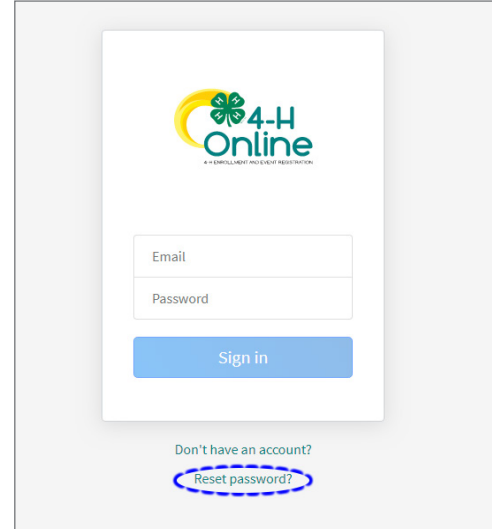 H H H H
4-H
Online
4-H ENROLLMENT AND EVENT REGISTRATION
Email
Password
Sign in
Don't have an account?
Reset password?